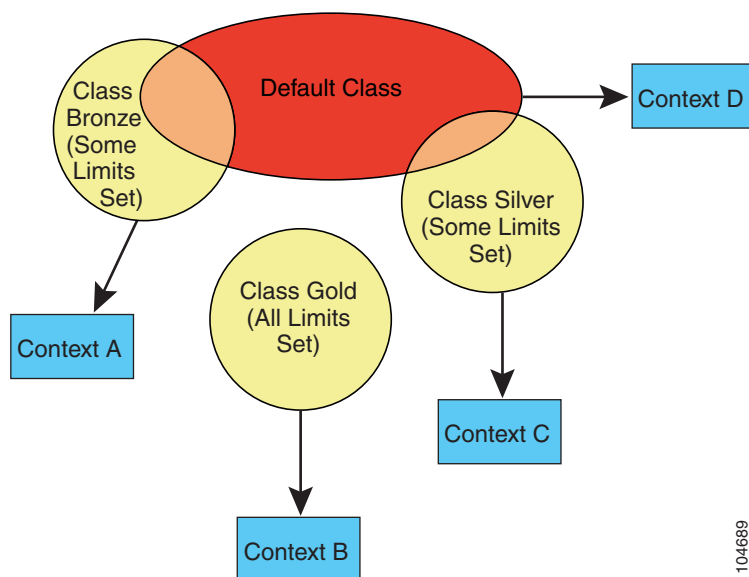 Default Class
Class
Bronze
(Some
Limits
Set)
Context D
Class Silver
(Some Limits
Set)
Class Gold
(All Limits
Set)
Context A
Context C
Context B
104689